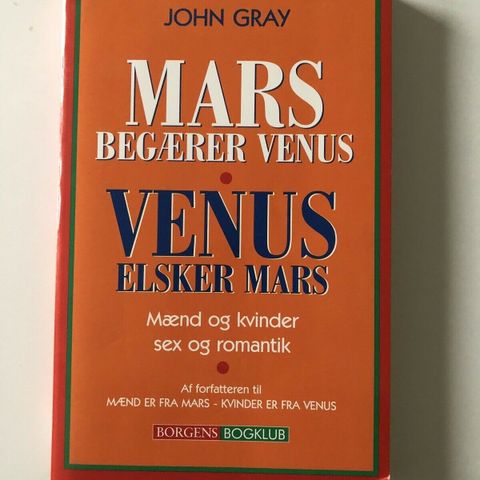 JOHN GRAY
MARS
BEGÆRER VENUS
VENUS
ELSKER MARS
Mænd og kvinder
sex og romantik
Af forfatteren til
MÆND ER FRA MARS - KVINDER ER FRA VENUS
BORGENS BOGKLUB